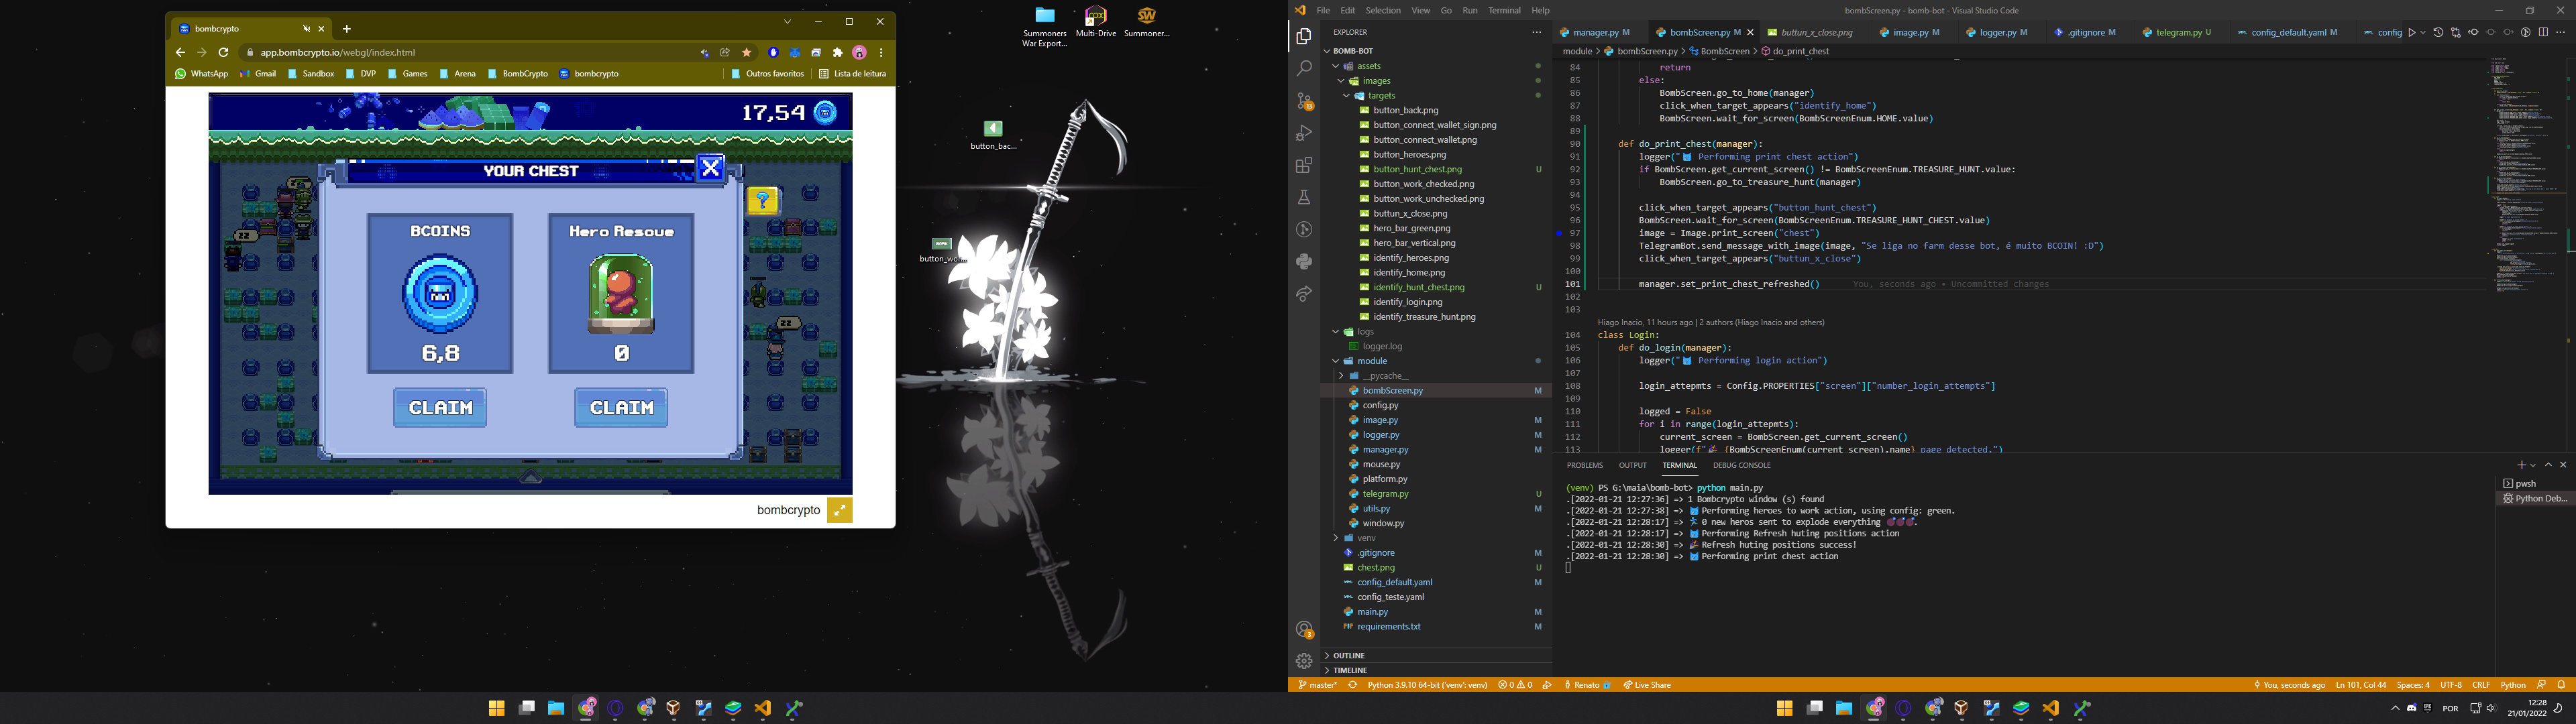 bombcrypto
app.bombcrypto.io/webgl/index.html
WhatsApp Gmail Sandbox DVP Games Arena BombCrypto bombcrypto Outros favoritos Lista de leitura
17,54
YOUR CHEST
BCOINS
Hero Rescue
6,8
0
CLAIM
CLAIM
zz
zz
bombcrypto
Summoners War Export...
Multi-Drive
Summoner...
button_bac...
button_wor...
File Edit Selection View Go Run Terminal Help
bombScreen.py - bomb-bot - Visual Studio Code
EXPLORER
BOMB-BOT
assets
images
targets
button_back.png
button_connect_wallet_sign.png
button_connect_wallet.png
button_heroes.png
button_hunt_chest.png U
button_work_checked.png
button_work_unchecked.png
buttun_x_close.png
hero_bar_green.png
hero_bar_vertical.png
identify_heroes.png
identify_home.png
identify_hunt_chest.png U
identify_login.png
identify_treasure_hunt.png
logs
logger.log
module
__pycache__
bombScreen.py M
config.py
image.py M
logger.py M
manager.py M
mouse.py
platform.py
telegram.py U
utils.py M
window.py
venv
.gitignore M
chest.png U
config_default.yaml M
config_teste.yaml
main.py M
requirements.txt M
OUTLINE
TIMELINE
manager.py M bombScreen.py M buttun_x_close.png image.py M logger.py M .gitignore M telegram.py U config_default.yaml M config
module > bombScreen.py > BombScreen > do_print_chest
84 return
85 else:
86 BombScreen.go_to_home(manager)
87 click_when_target_appears("identify_home")
88 BombScreen.wait_for_screen(BombScreenEnum.HOME.value)
89
90 def do_print_chest(manager):
91 logger("Performing print chest action")
92 if BombScreen.get_current_screen() != BombScreenEnum.TREASURE_HUNT.value:
93 BombScreen.go_to_treasure_hunt(manager)
94
95 click_when_target_appears("button_hunt_chest")
96 BombScreen.wait_for_screen(BombScreenEnum.TREASURE_HUNT_CHEST.value)
97 image = Image.print_screen("chest")
98 TelegramBot.send_message_with_image(image, "Se liga no farm desse bot, é muito BCOIN! :D")
99 click_when_target_appears("buttun_x_close")
100
101 manager.set_print_chest_refreshed() You, seconds ago • Uncommitted changes
102
103
Hiago Inacio, 11 hours ago | 2 authors (Hiago Inacio and others)
104 class Login:
105 def do_login(manager):
106 logger("Performing login action")
107
108 login_attepmts = Config.PROPERTIES["screen"]["number_login_attempts"]
109
110 logged = False
111 for i in range(login_attepmts):
112 current_screen = BombScreen.get_current_screen()
113 logger(f"{BombScreenEnum(current_screen).name} page detected.")
PROBLEMS OUTPUT TERMINAL DEBUG CONSOLE
(venv) PS G:\maia\bomb-bot> python main.py
.[2022-01-21 12:27:36] => 1 Bombcrypto window (s) found
.[2022-01-21 12:27:38] => Performing heroes to work action, using config: green.
.[2022-01-21 12:28:17] => 0 new heros sent to explode everything.
.[2022-01-21 12:28:17] => Performing Refresh huting positions action
.[2022-01-21 12:28:30] => Refresh huting positions success!
.[2022-01-21 12:28:30] => Performing print chest action
pwsh
Python Deb...
master* Python 3.9.10 64-bit ('venv': venv) 0 0 Renato Live Share You, seconds ago Ln 101, Col 44 Spaces: 4 UTF-8 CRLF Python
POR
12:28
21/01/2022